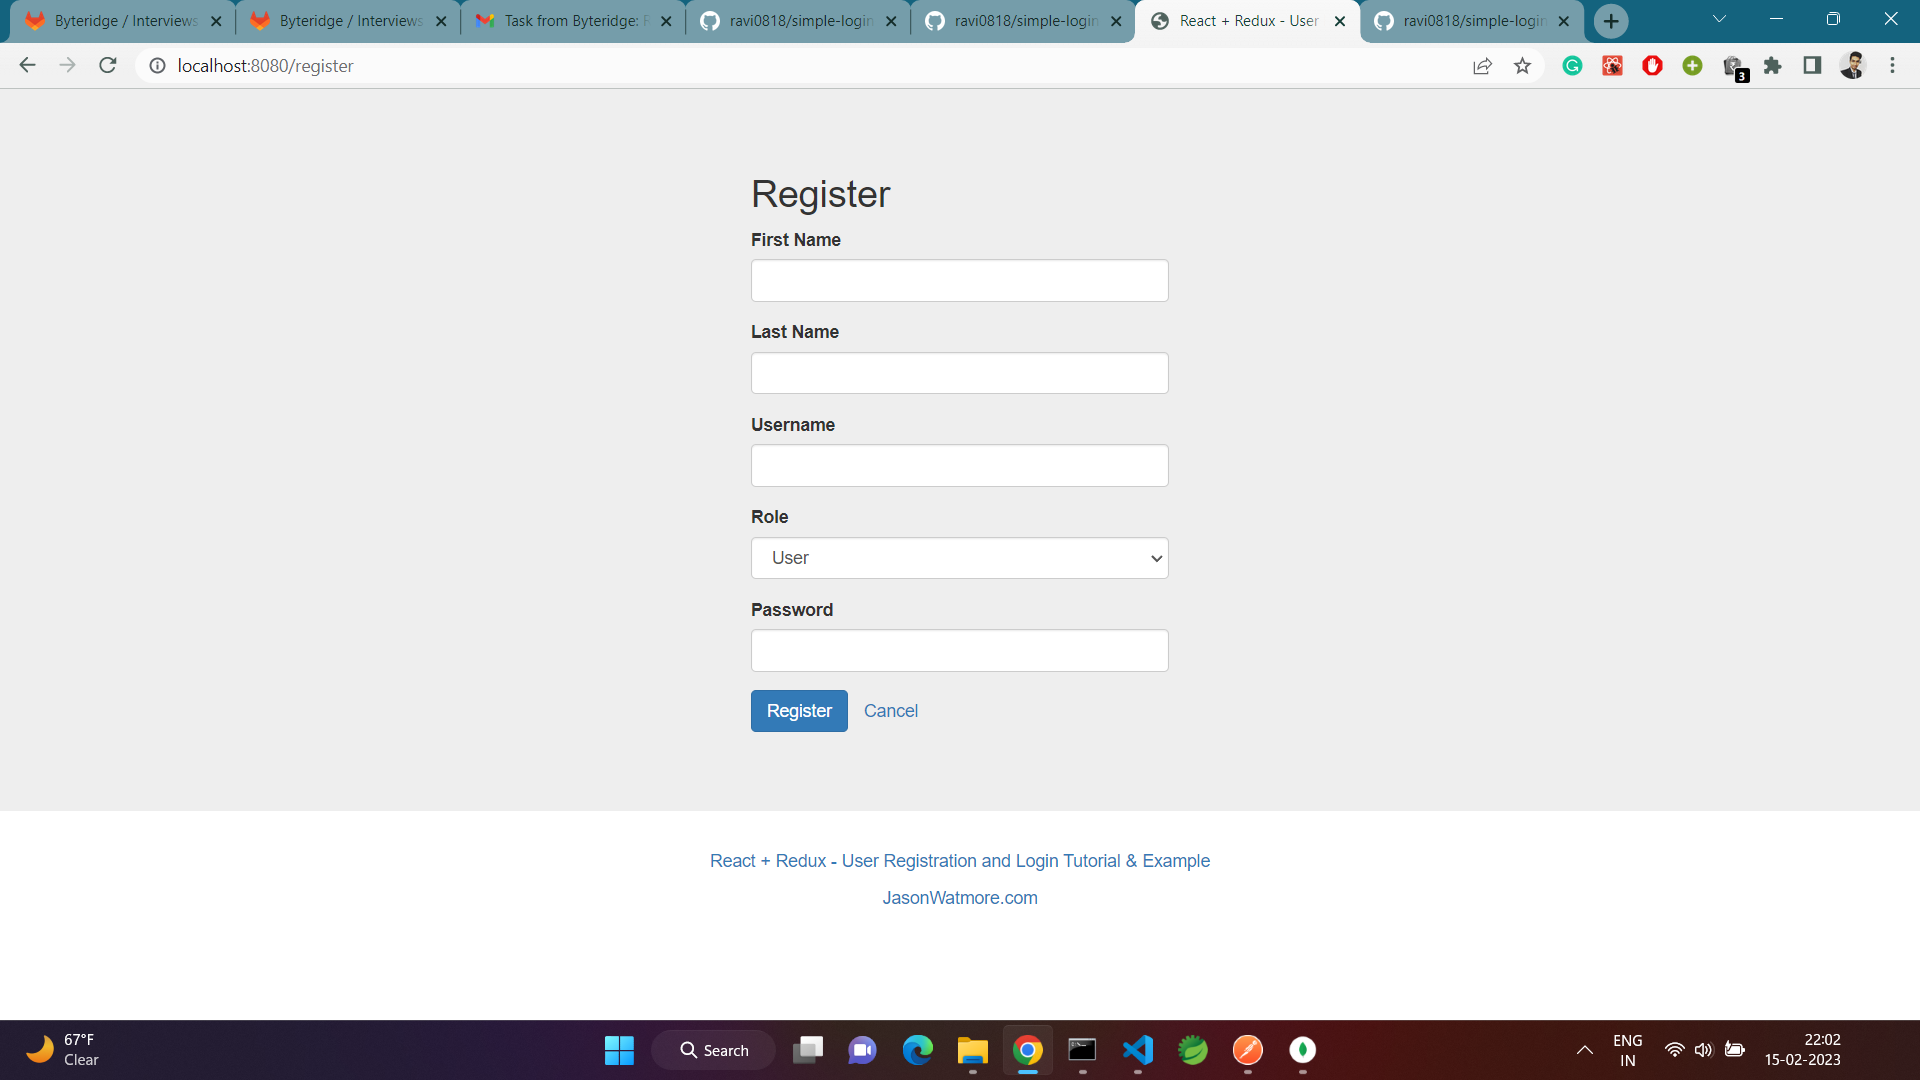 Byteridge / Interviews
Byteridge / Interviews
Task from Byteridge:
ravi0818/simple-login
ravi0818/simple-login
React + Redux - User
ravi0818/simple-login
localhost:8080/register
3
Register
First Name
Last Name
Username
Role
User
Password
Register Cancel
React + Redux - User Registration and Login Tutorial & Example
JasonWatmore.com
67°F
Clear
Search
ENG
IN
22:02
15-02-2023